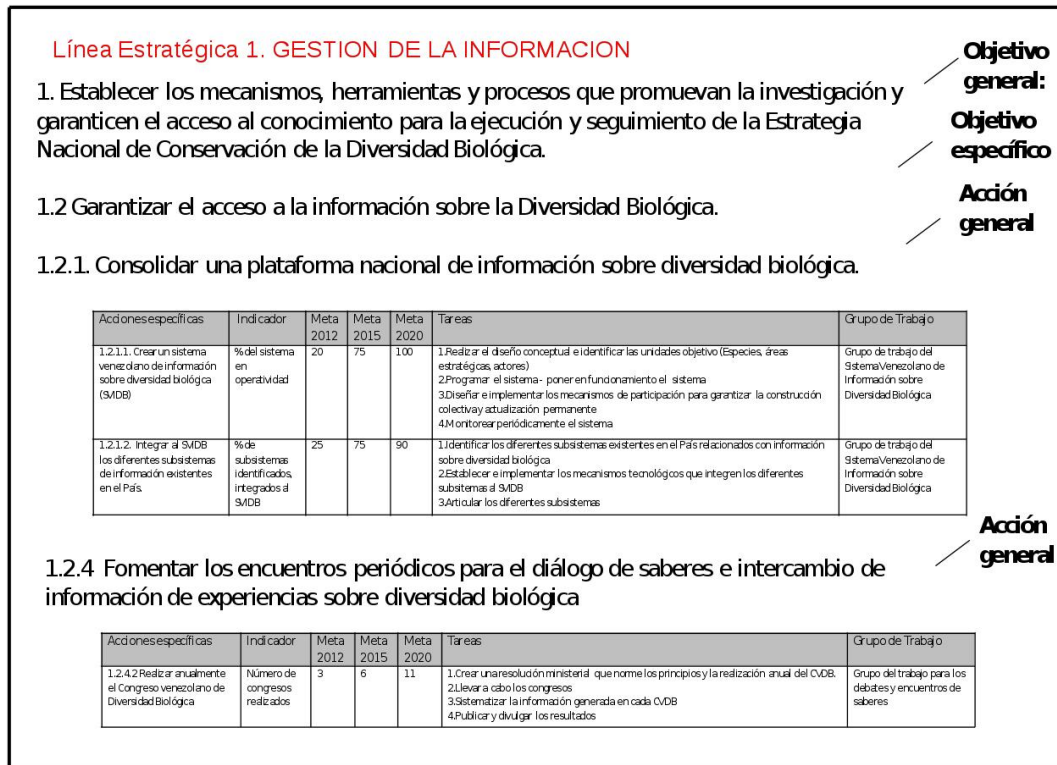 Línea Estratégica 1. GESTION DE LA INFORMACION
Objetivo
general:
1. Establecer los mecanismos, herramientas y procesos que promuevan la investigación y
garanticen el acceso al conocimiento para la ejecución y seguimiento de la Estrategia
Nacional de Conservación de la Diversidad Biológica.
Objetivo
específico
1.2 Garantizar el acceso a la información sobre la Diversidad Biológica.
Acción
general
1.2.1. Consolidar una plataforma nacional de información sobre diversidad biológica.
Acciones específicas
Indicador
Meta
2012
Meta
2015
Meta
2020
Tareas
Grupo de Trabajo
1.2.1.1. Crear un sistema
venezolano de información
sobre diversidad biológica
(SVIDB)
% del sistema
en
operatividad
20
75
100
1.Realizar el diseño conceptual e identificar las unidades objetivo (Especies, áreas
estratégicas, actores)
2.Programar el sistema - poner en funcionamiento el sistema
3.Diseñar e implementar los mecanismos de participación para garantizar la construcción
colectiva y actualización permanente
4.Monitorear periódicamente el sistema
Grupo de trabajo del
Sistema Venezolano de
Información sobre
Diversidad Biológica
1.2.1.2. Integrar al SVIDB
los diferentes subsistemas
de información existentes
en el País.
% de
subsistemas
identificados,
integrados al
SVIDB
25
75
90
1.Identificar los diferentes subsistemas existentes en el País relacionados con información
sobre diversidad biológica
2.Establecer e implementar los mecanismos tecnológicos que integren los diferentes
subsitemas al SVIDB
3.Articular los diferentes subsistemas
Grupo de trabajo del
Sistema Venezolano de
Información sobre
Diversidad Biológica
Acción
general
1.2.4 Fomentar los encuentros periódicos para el diálogo de saberes e intercambio de
información de experiencias sobre diversidad biológica
Acciones específicas
Indicador
Meta
2012
Meta
2015
Meta
2020
Tareas
Grupo de Trabajo
1.2.4.2 Realizar anualmente
el Congreso venezolano de
Diversidad Biológica
Número de
congresos
realizados
3
6
11
1.Crear una resolución ministerial que norme los principios y la realización anual del CVDB.
2.Llevar a cabo los congresos
3.Sistematizar la información generada en cada CVDB
4.Publicar y divulgar los resultados
Grupo del trabajo para los
debates y encuentros de
saberes